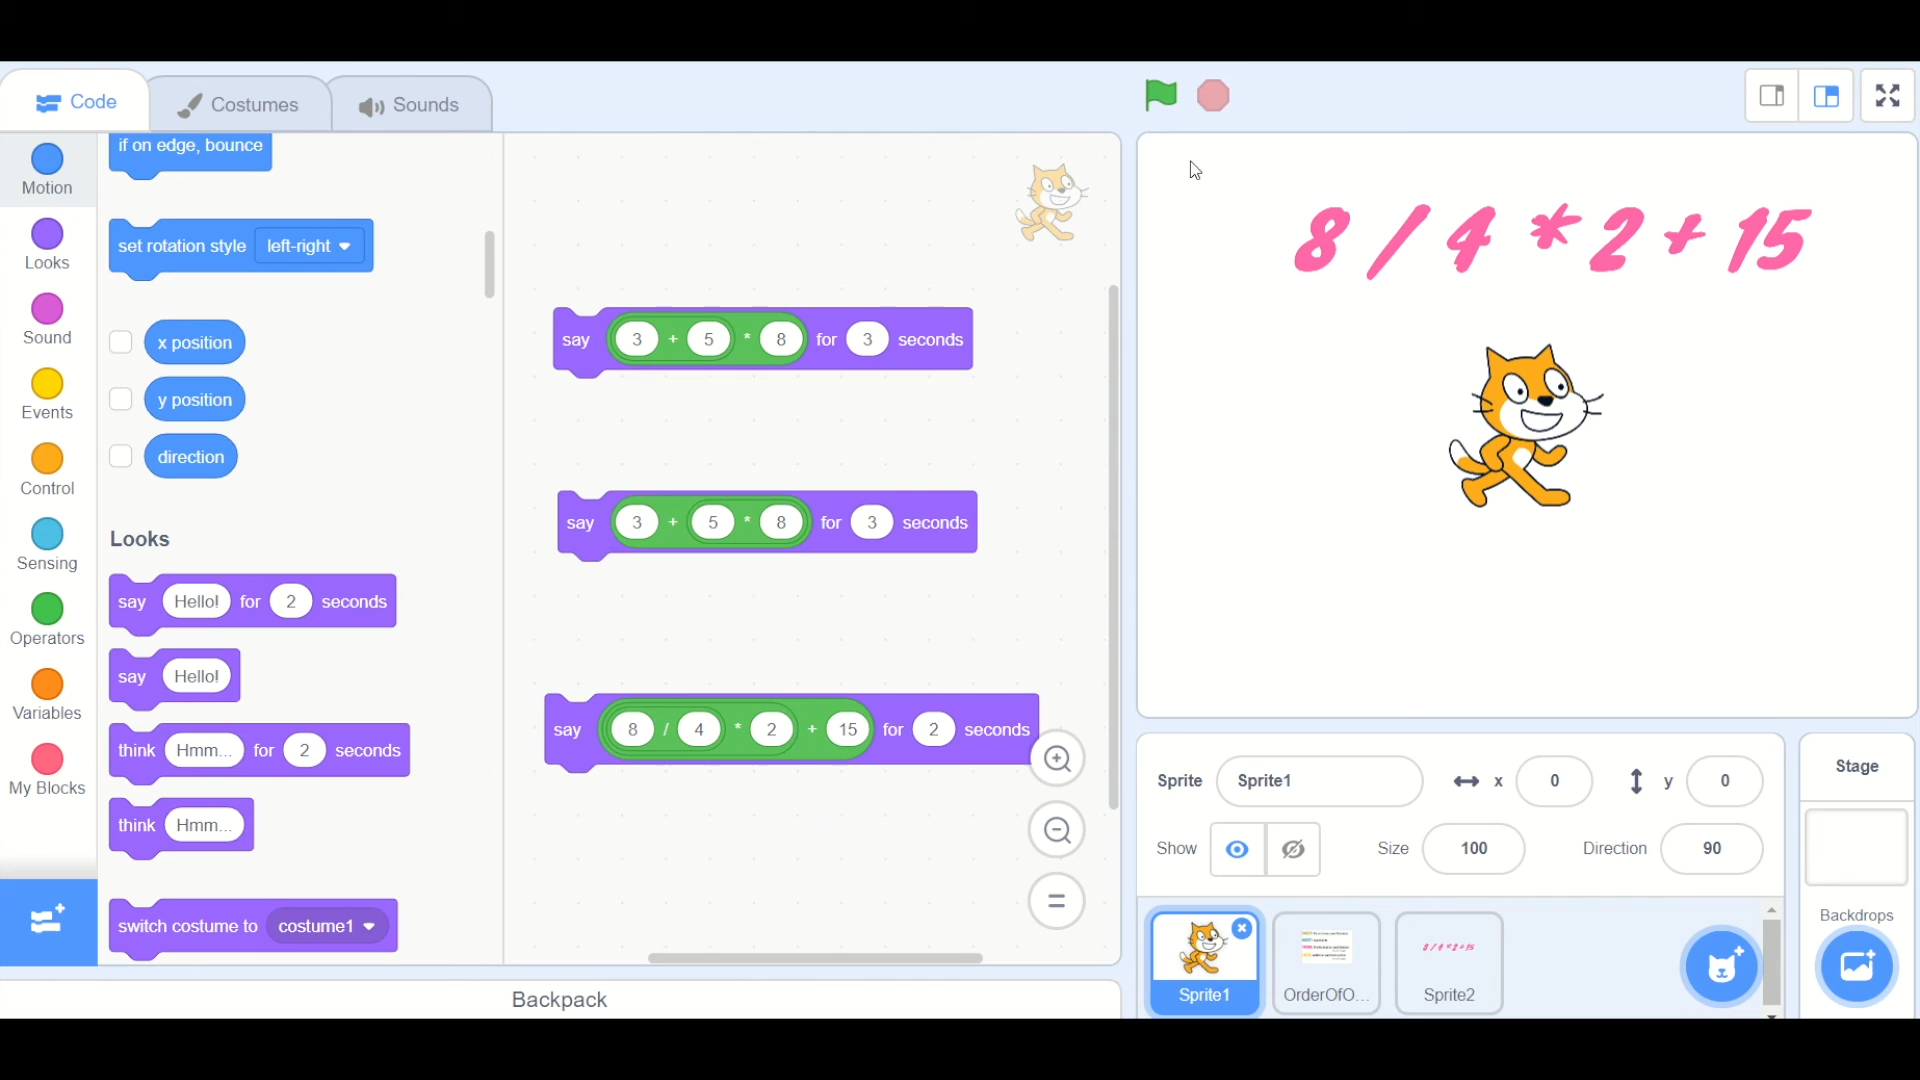 Code
Costumes
Sounds
Motion
Looks
Sound
Events
Control
Sensing
Operators
Variables
My Blocks
if on edge, bounce
set rotation style left-right
x position
y position
direction
Looks
say Hello! for 2 seconds
say Hello!
think Hmm... for 2 seconds
think Hmm...
switch costume to costume1
say 3 + 5 * 8 for 3 seconds
say 3 + 5 * 8 for 3 seconds
say 8 / 4 * 2 + 15 for 2 seconds
Backpack
8 / 4 * 2 + 15
Sprite Sprite1 x 0 y 0
Show Size 100 Direction 90
Sprite1
OrderOfO...
8 / 4 * 2 + 15
Sprite2
Stage
Backdrops